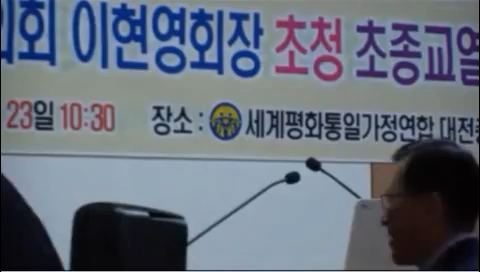 의회 이현영회장 초청 초종교열
23일 10:30 장소 : 세계평화통일가정연합 대전